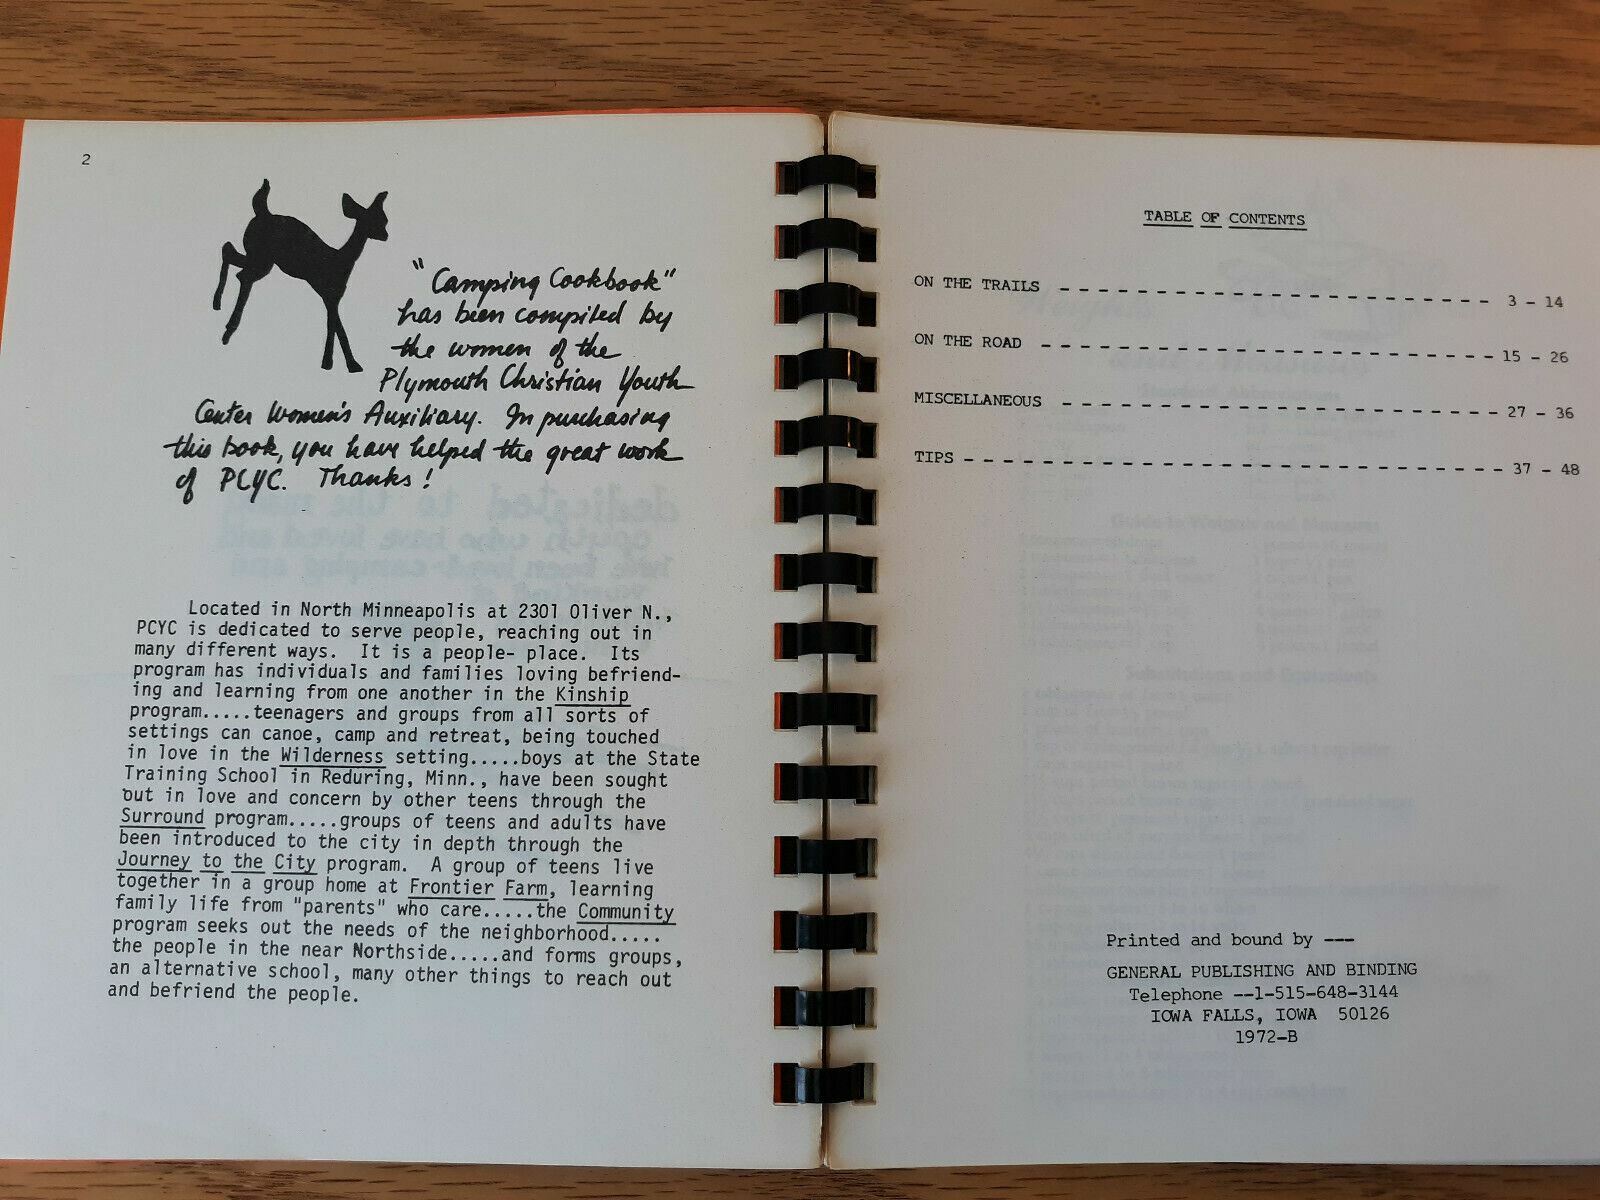 2
"Camping Cookbook"
has been compiled by
the women of the
Plymouth Christian Youth
Center Women's Auxiliary. In purchasing
this book, you have helped the great work
of PCYC. Thanks!
Located in North Minneapolis at 2301 Oliver N.,
PCYC is dedicated to serve people, reaching out in
many different ways. It is a people- place. Its
program has individuals and families loving befriend-
ing and learning from one another in the Kinship
program.....teenagers and groups from all sorts of
settings can canoe, camp and retreat, being touched
in love in the Wilderness setting.....boys at the State
Training School in Reduring, Minn., have been sought
out in love and concern by other teens through the
Surround program.....groups of teens and adults have
been introduced to the city in depth through the
Journey to the City program. A group of teens live
together in a group home at Frontier Farm, learning
family life from "parents" who care.....the Community
program seeks out the needs of the neighborhood.....
the people in the near Northside.....and forms groups,
an alternative school, many other things to reach out
and befriend the people.
TABLE OF CONTENTS
ON THE TRAILS - - - - - - - - - - - - - - - - - - - - - - 3 - 14
ON THE ROAD - - - - - - - - - - - - - - - - - - - - - - - 15 - 26
MISCELLANEOUS - - - - - - - - - - - - - - - - - - - - - - 27 - 36
TIPS - - - - - - - - - - - - - - - - - - - - - - - - - - - 37 - 48
Printed and bound by ---
GENERAL PUBLISHING AND BINDING
Telephone --1-515-648-3144
IOWA FALLS, IOWA 50126
1972-B